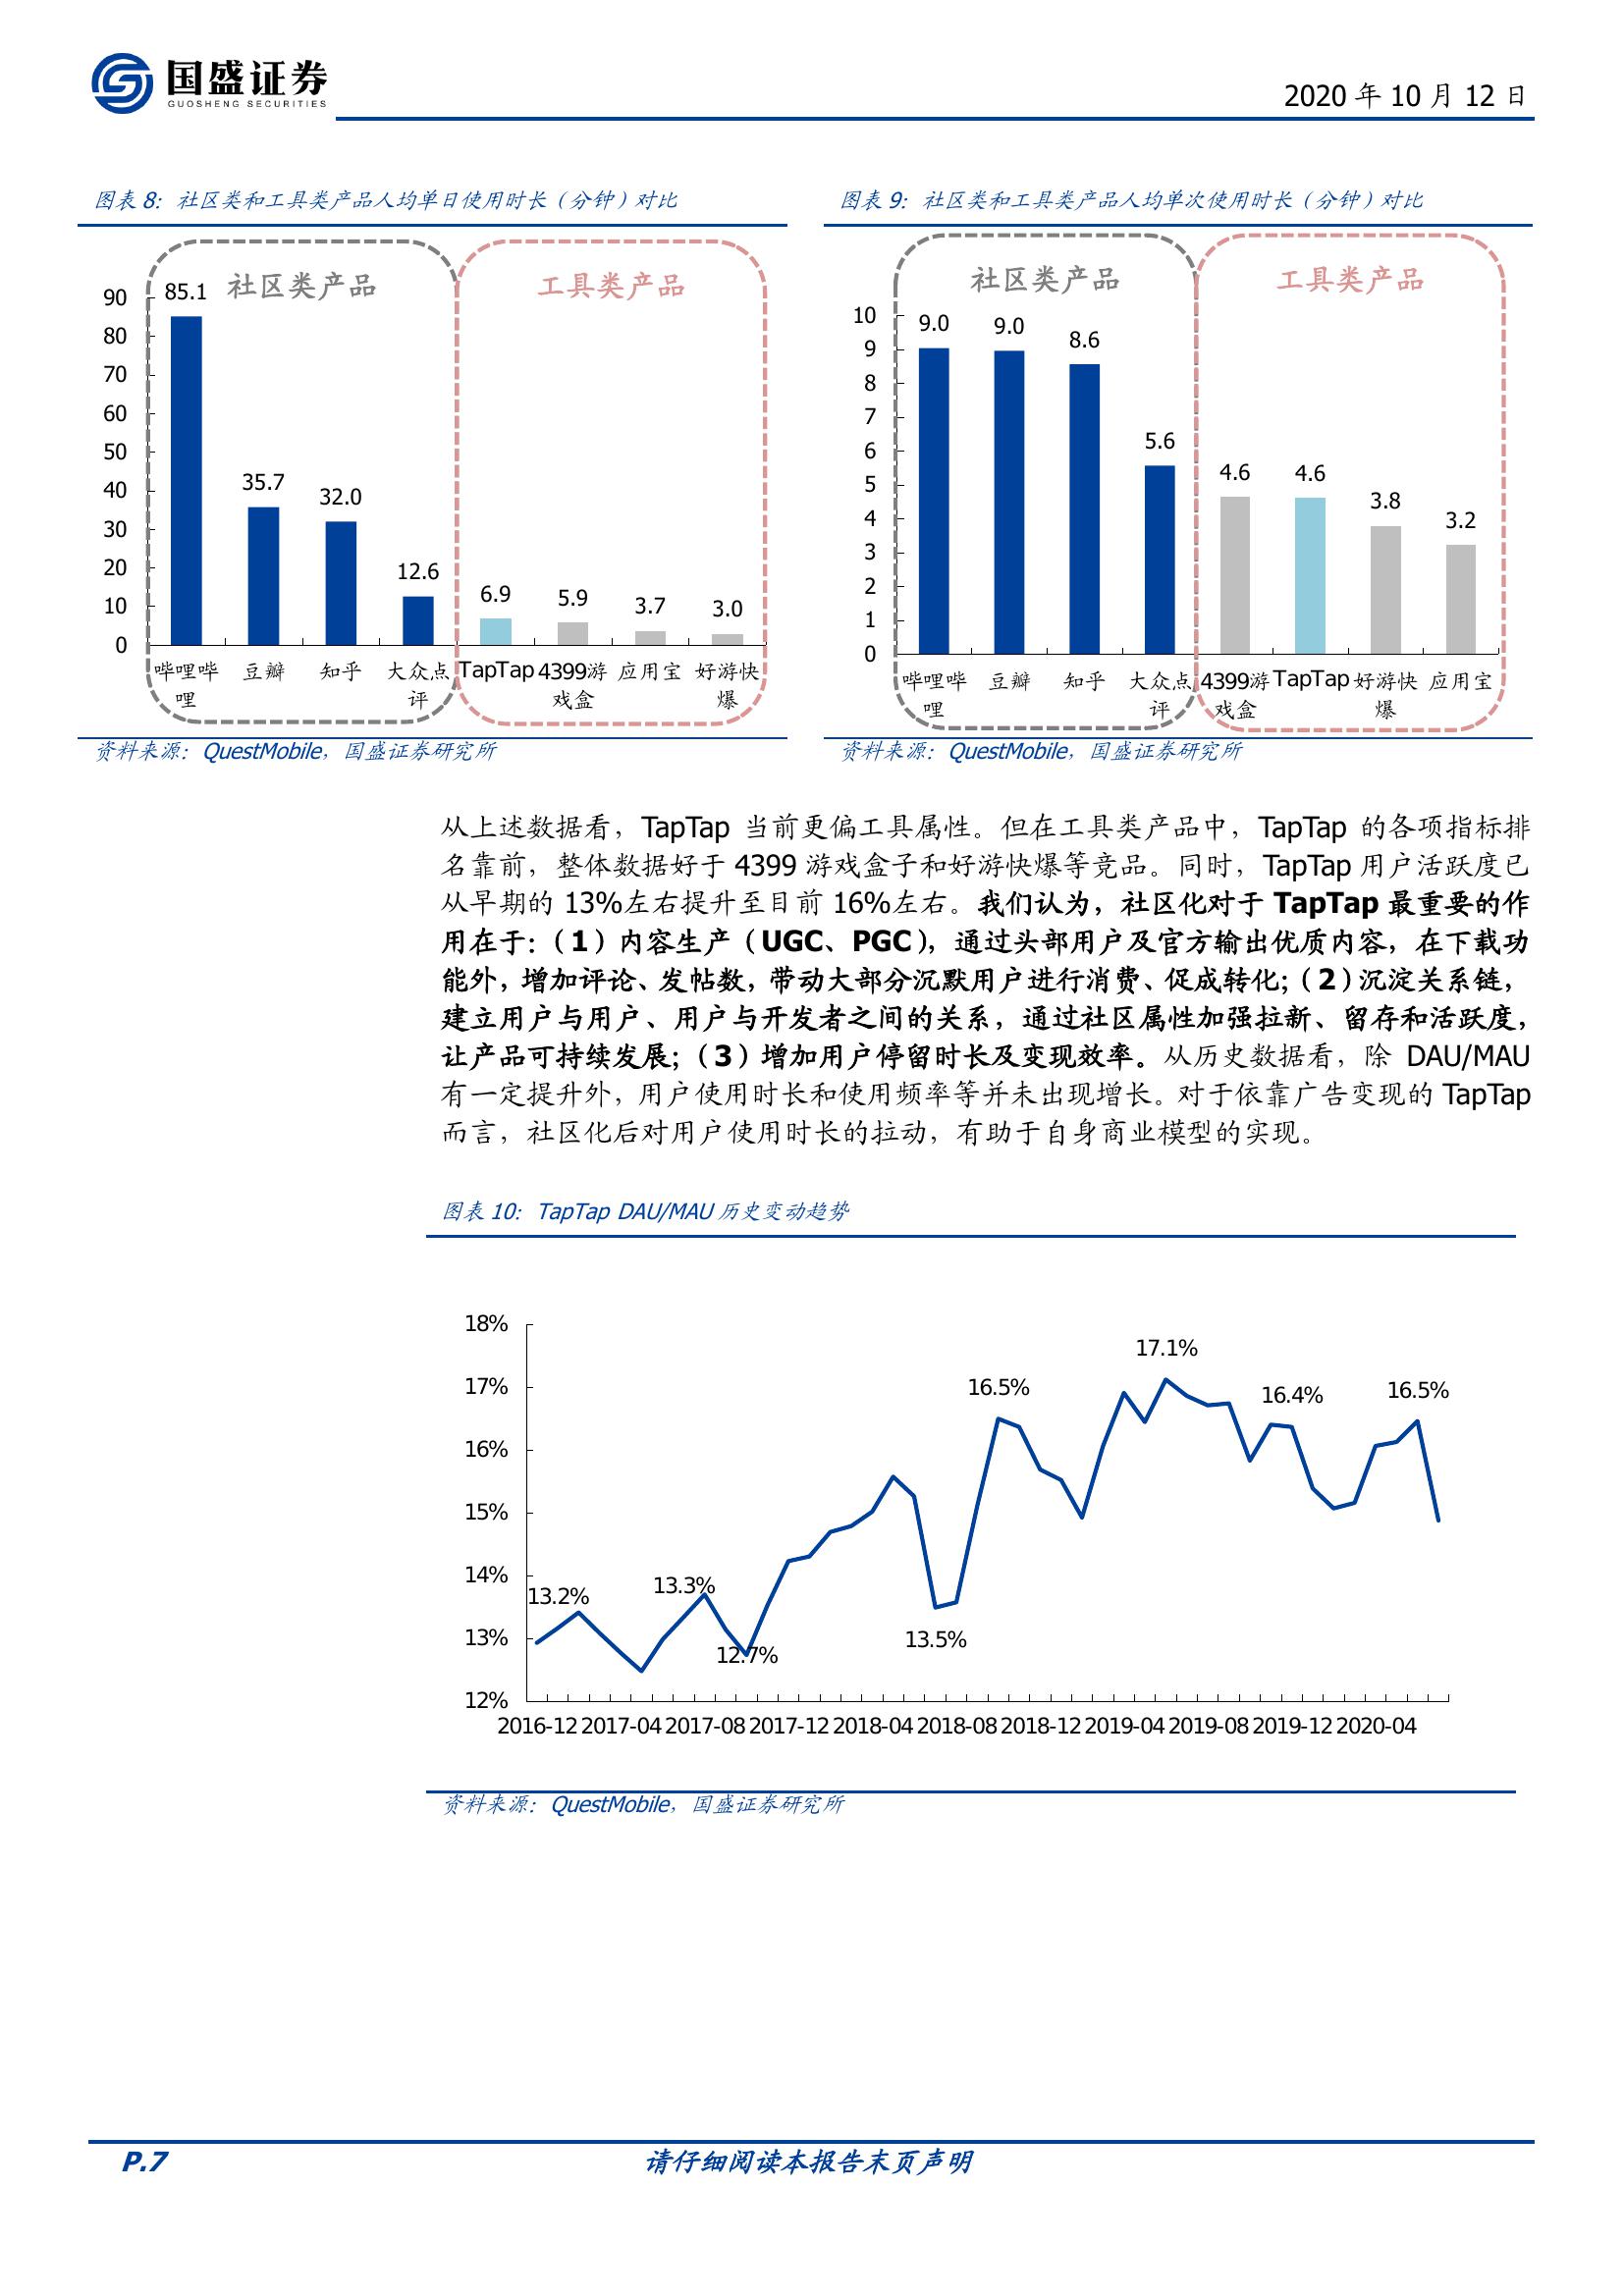 国盛证券
GUOSHENG SECURITIES
2020 年 10 月 12 日
图表 8：社区类和工具类产品人均单日使用时长（分钟）对比
社区类产品
工具类产品
90
80
70
60
50
40
30
20
10
0
85.1
35.7
32.0
12.6
6.9
5.9
3.7
3.0
哔哩哔哩
豆瓣
知乎
大众点评
TapTap
4399游戏盒
应用宝
好游快爆
资料来源：QuestMobile，国盛证券研究所
图表 9：社区类和工具类产品人均单次使用时长（分钟）对比
社区类产品
工具类产品
10
9
8
7
6
5
4
3
2
1
0
9.0
9.0
8.6
5.6
4.6
4.6
3.8
3.2
哔哩哔哩
豆瓣
知乎
大众点评
4399游戏盒
TapTap
好游快爆
应用宝
资料来源：QuestMobile，国盛证券研究所
从上述数据看，TapTap 当前更偏工具属性。但在工具类产品中，TapTap 的各项指标排
名靠前，整体数据好于 4399 游戏盒子和好游快爆等竞品。同时，TapTap 用户活跃度已
从早期的 13%左右提升至目前 16%左右。我们认为，社区化对于 TapTap 最重要的作
用在于:（1）内容生产（UGC、PGC），通过头部用户及官方输出优质内容，在下载功
能外，增加评论、发帖数，带动大部分沉默用户进行消费、促成转化;（2）沉淀关系链，
建立用户与用户、用户与开发者之间的关系，通过社区属性加强拉新、留存和活跃度，
让产品可持续发展;（3）增加用户停留时长及变现效率。从历史数据看，除 DAU/MAU
有一定提升外，用户使用时长和使用频率等并未出现增长。对于依靠广告变现的 TapTap
而言，社区化后对用户使用时长的拉动，有助于自身商业模型的实现。
图表 10：TapTap DAU/MAU 历史变动趋势
18%
17%
16%
15%
14%
13%
12%
13.2%
13.3%
12.7%
13.5%
16.5%
17.1%
16.4%
16.5%
2016-12 2017-04 2017-08 2017-12 2018-04 2018-08 2018-12 2019-04 2019-08 2019-12 2020-04
资料来源：QuestMobile，国盛证券研究所
P.7
请仔细阅读本报告末页声明